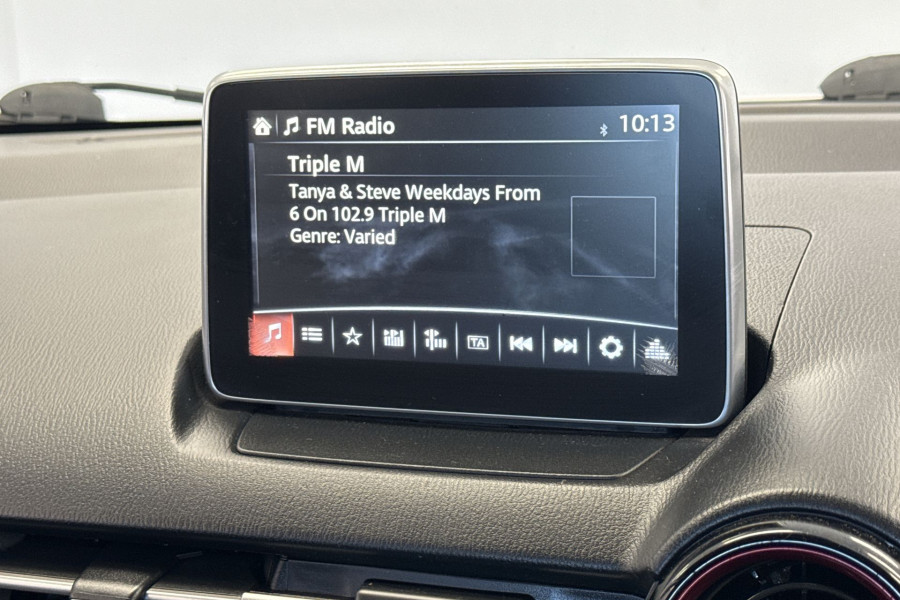 FM Radio 10:13
Triple M
Tanya & Steve Weekdays From
6 On 102.9 Triple M
Genre: Varied
TA